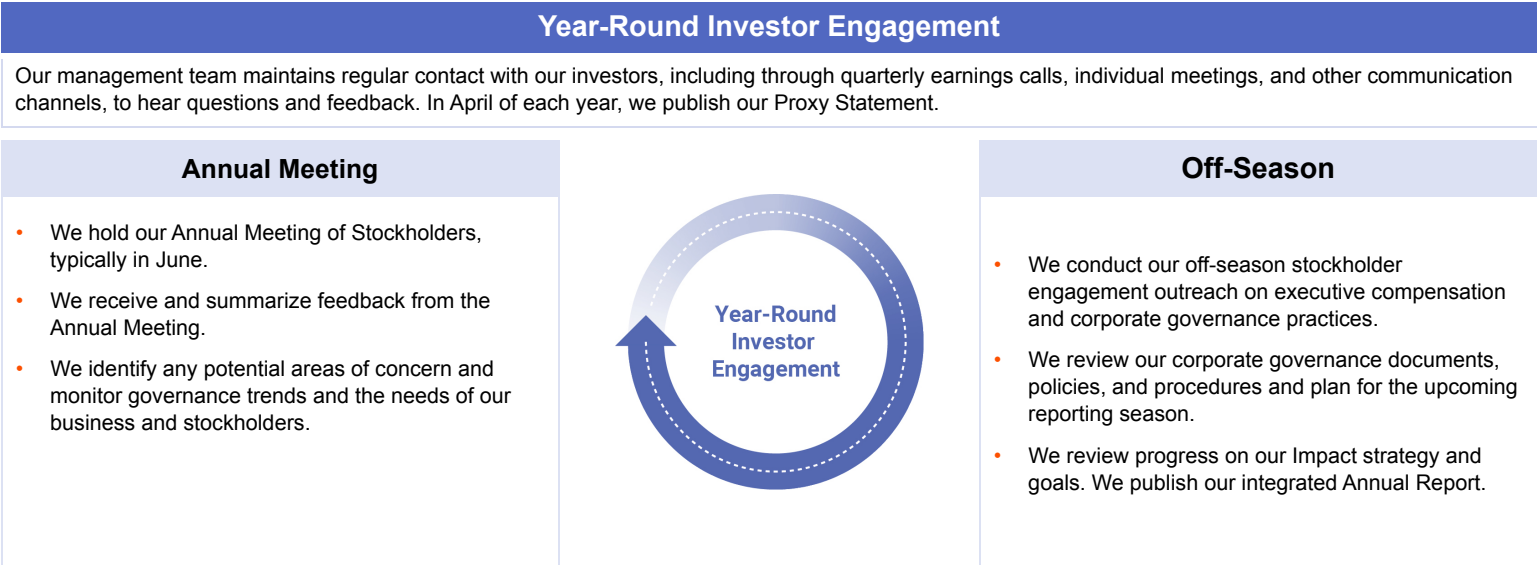 Year-Round Investor Engagement
Our management team maintains regular contact with our investors, including through quarterly earnings calls, individual meetings, and other communication
channels, to hear questions and feedback. In April of each year, we publish our Proxy Statement.
Annual Meeting
• We hold our Annual Meeting of Stockholders,
typically in June.
• We receive and summarize feedback from the
Annual Meeting.
• We identify any potential areas of concern and
monitor governance trends and the needs of our
business and stockholders.
Year-Round
Investor
Engagement
Off-Season
• We conduct our off-season stockholder
engagement outreach on executive compensation
and corporate governance practices.
• We review our corporate governance documents,
policies, and procedures and plan for the upcoming
reporting season.
• We review progress on our Impact strategy and
goals. We publish our integrated Annual Report.